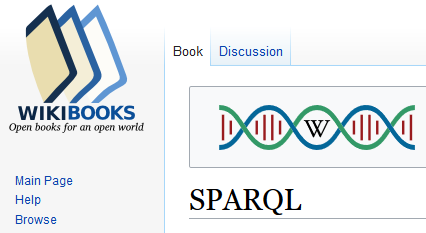 WIKIBOOKS
Open books for an open world
Main Page
Help
Browse
Book
Discussion
W
SPARQL